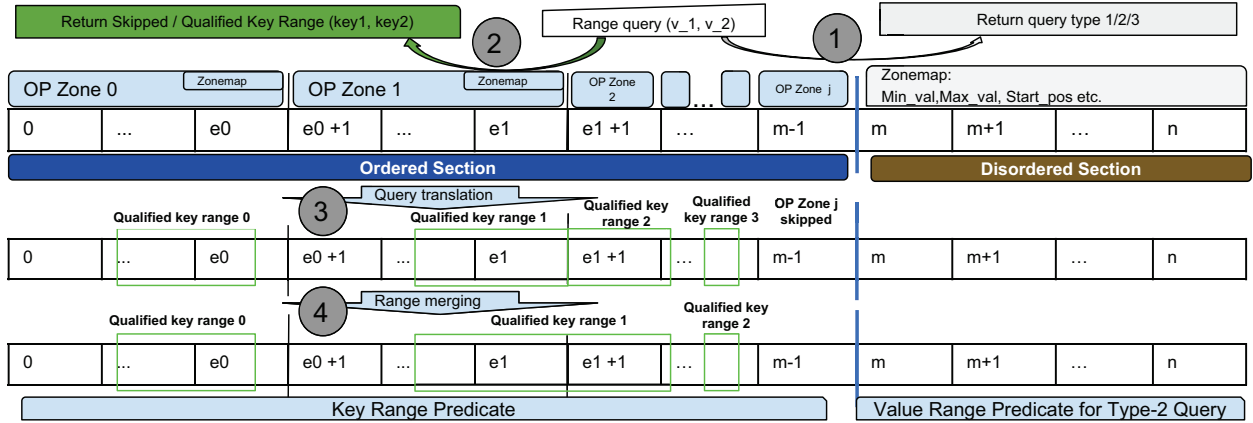 Return Skipped / Qualified Key Range (key1, key2)
Range query (v_1, v_2)
Return query type 1/2/3
2
1
OP Zone 0
Zonemap
OP Zone 1
Zonemap
OP Zone
2
...
OP Zone j
Zonemap:
Min_val,Max_val, Start_pos etc.
0 ... e0 e0 +1 ... e1 e1 +1 ... m-1 m m+1 ... n
Ordered Section
Disordered Section
3
Query translation
Qualified key range 0
Qualified key range 1
Qualified key
range 2
Qualified
key range 3
OP Zone j
skipped
0 ... e0 e0 +1 ... e1 e1 +1 ... m-1 m m+1 ... n
4
Range merging
Qualified key range 0
Qualified key range 1
Qualified key
range 2
0 ... e0 e0 +1 ... e1 e1 +1 ... m-1 m m+1 ... n
Key Range Predicate
Value Range Predicate for Type-2 Query